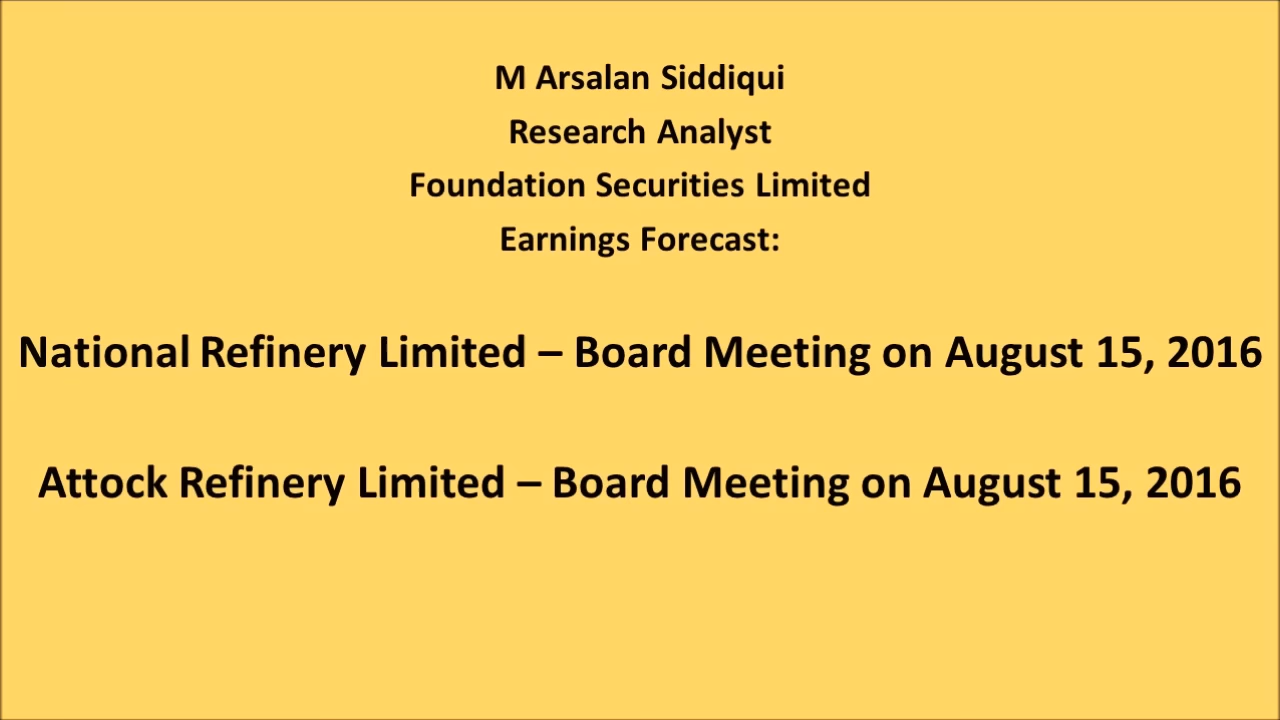 M Arsalan Siddiqui
Research Analyst
Foundation Securities Limited
Earnings Forecast:
National Refinery Limited – Board Meeting on August 15, 2016
Attock Refinery Limited – Board Meeting on August 15, 2016